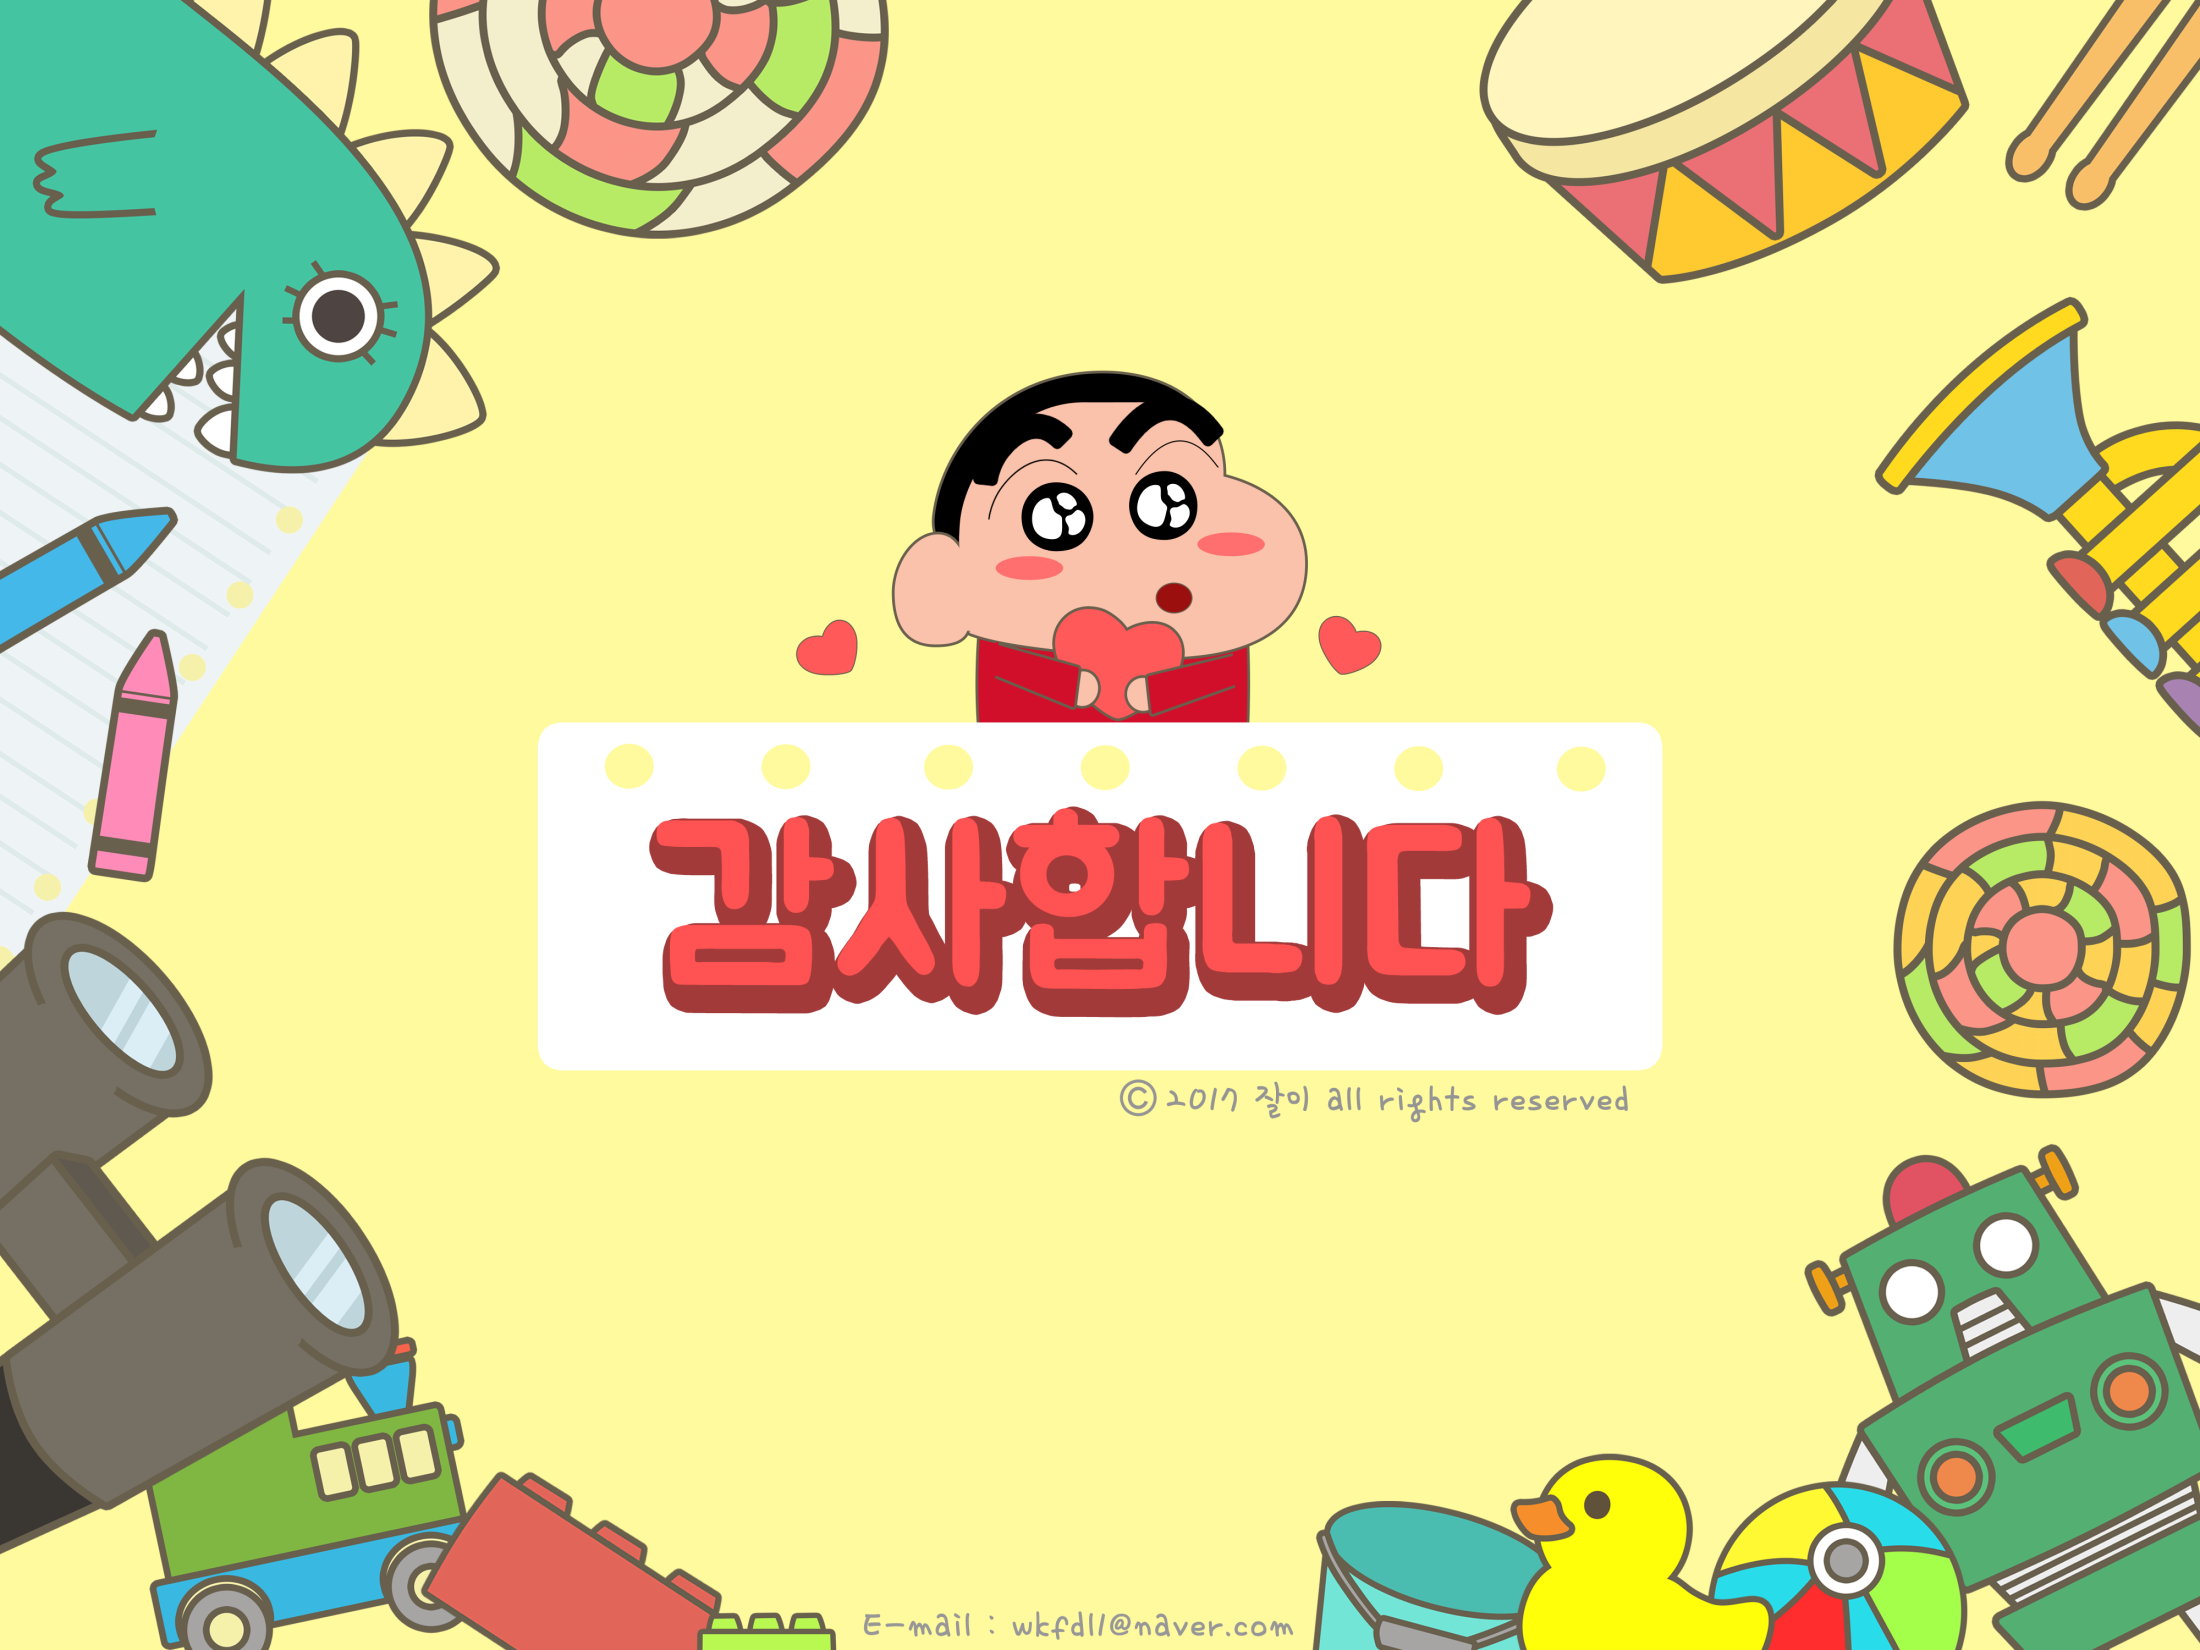 감사합니다
© 2017 잘이 all rights reserved
E-mail : wkfdl1@naver.com